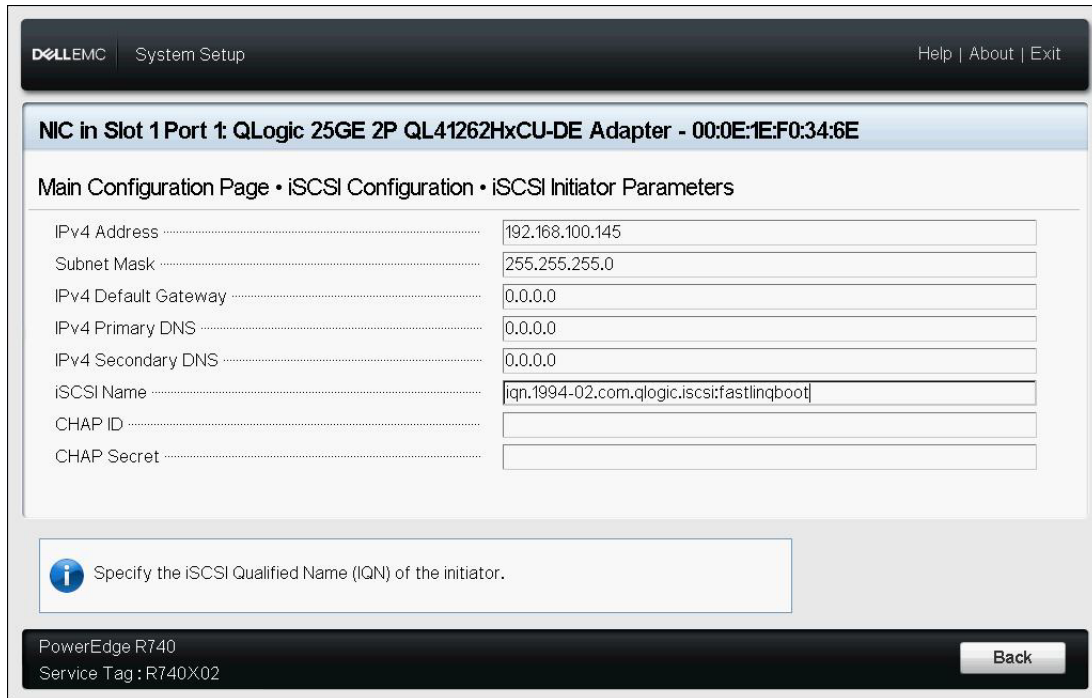 DELLEMC System Setup Help | About | Exit
NIC in Slot 1 Port 1: QLogic 25GE 2P QL41262HxCU-DE Adapter - 00:0E:1E:F0:34:6E
Main Configuration Page • iSCSI Configuration • iSCSI Initiator Parameters
IPv4 Address 192.168.100.145
Subnet Mask 255.255.255.0
IPv4 Default Gateway 0.0.0.0
IPv4 Primary DNS 0.0.0.0
IPv4 Secondary DNS 0.0.0.0
iSCSI Name iqn.1994-02.com.qlogic.iscsi:fastlinqboot
CHAP ID
CHAP Secret
Specify the iSCSI Qualified Name (IQN) of the initiator.
PowerEdge R740
Service Tag : R740X02
Back